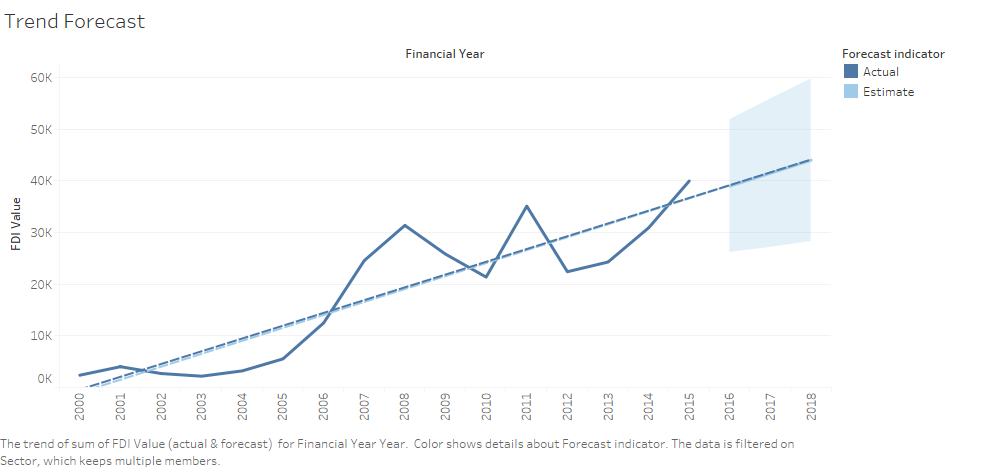 Trend Forecast
Financial Year
Forecast indicator
Actual
Estimate
FDI Value
60K
50K
40K
30K
20K
10K
0K
2000 2001 2002 2003 2004 2005 2006 2007 2008 2009 2010 2011 2012 2013 2014 2015 2016 2017 2018
The trend of sum of FDI Value (actual & forecast)  for Financial Year Year.  Color shows details about Forecast indicator. The data is filtered on
Sector, which keeps multiple members.